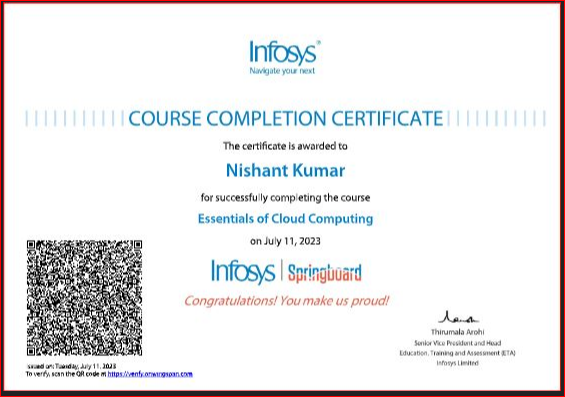 Infosys®
Navigate your next
COURSE COMPLETION CERTIFICATE
The certificate is awarded to
Nishant Kumar
for successfully completing the course
Essentials of Cloud Computing
on July 11, 2023
Infosys | Springboard
Congratulations! You make us proud!
Thirumala Arohi
Senior Vice President and Head
Education, Training and Assessment (ETA)
Infosys Limited
Issued on: Tuesday, July 11, 2023
To verify, scan the QR code at https://verify.onwingspan.com